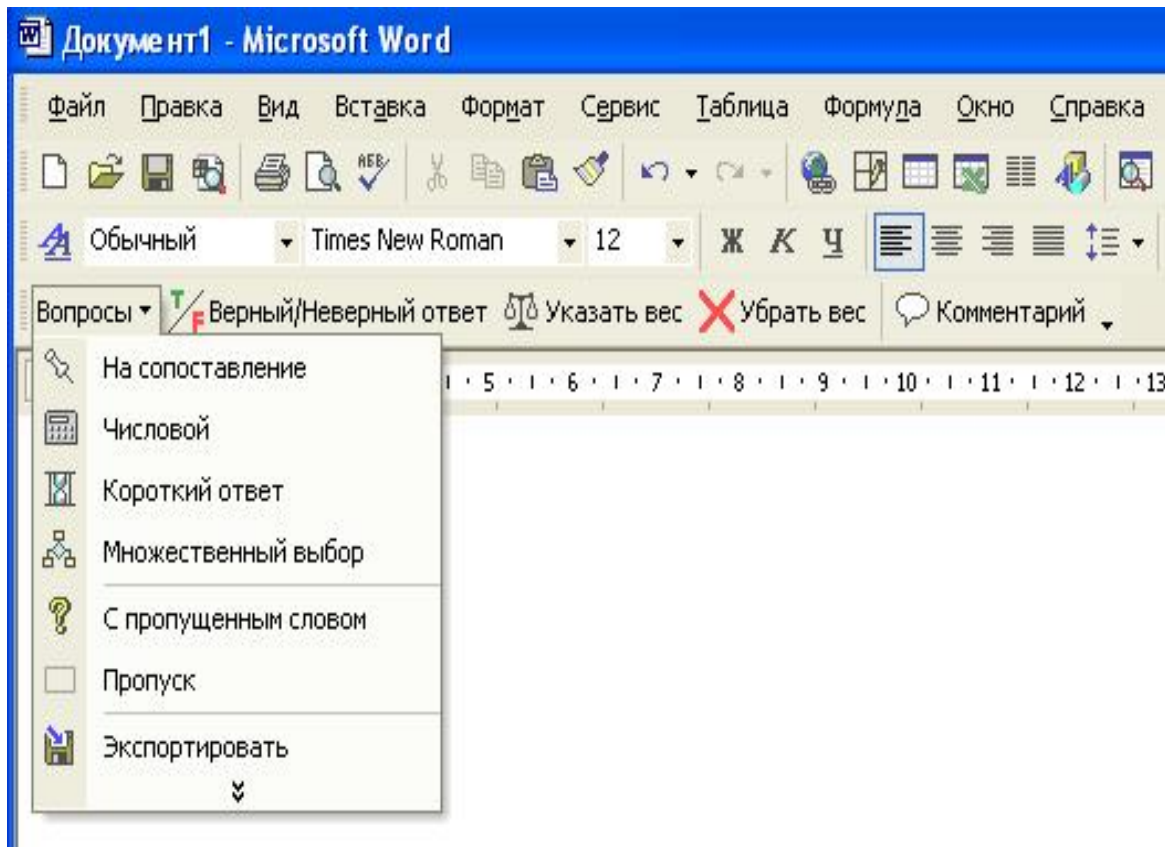 Документ1 - Microsoft Word
Файл Правка Вид Вставка Формат Сервис Таблица Формула Окно Справка
Обычный Times New Roman 12 Ж К Ч
Вопросы T/F Верный/Неверный ответ Указать вес Убрать вес Комментарий
На сопоставление 5 6 7 8 9 10 11 12 13
Числовой
Короткий ответ
Множественный выбор
С пропущенным словом
Пропуск
Экспортировать